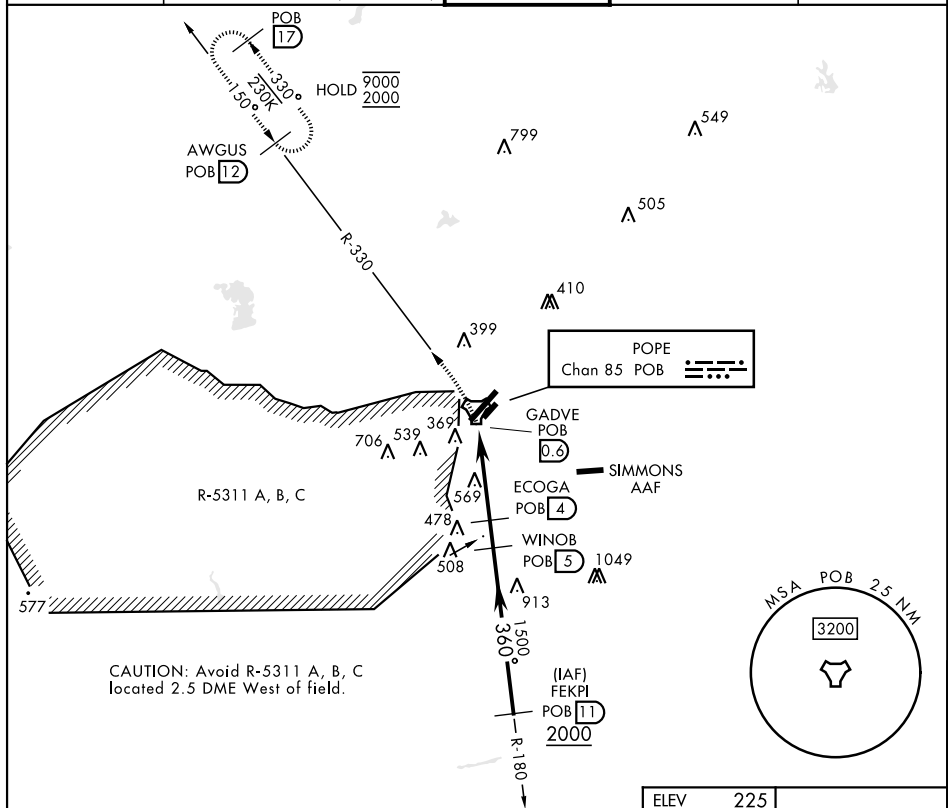 POB
17
330°
230K
150°
HOLD 9000
2000
AWGUS
POB 12
R-330
799
549
505
410
399
POPE
Chan 85 POB
GADVE
POB
0.6
369
706
539
SIMMONS
AAF
569
ECOGA
POB 4
R-5311 A, B, C
478
WINOB
POB 5
508
1049
913
577
1500
360°
MSA POB 25 NM
3200
CAUTION: Avoid R-5311 A, B, C
located 2.5 DME West of field.
(IAF)
FEKPI
POB 11
2000
R-180
ELEV 225